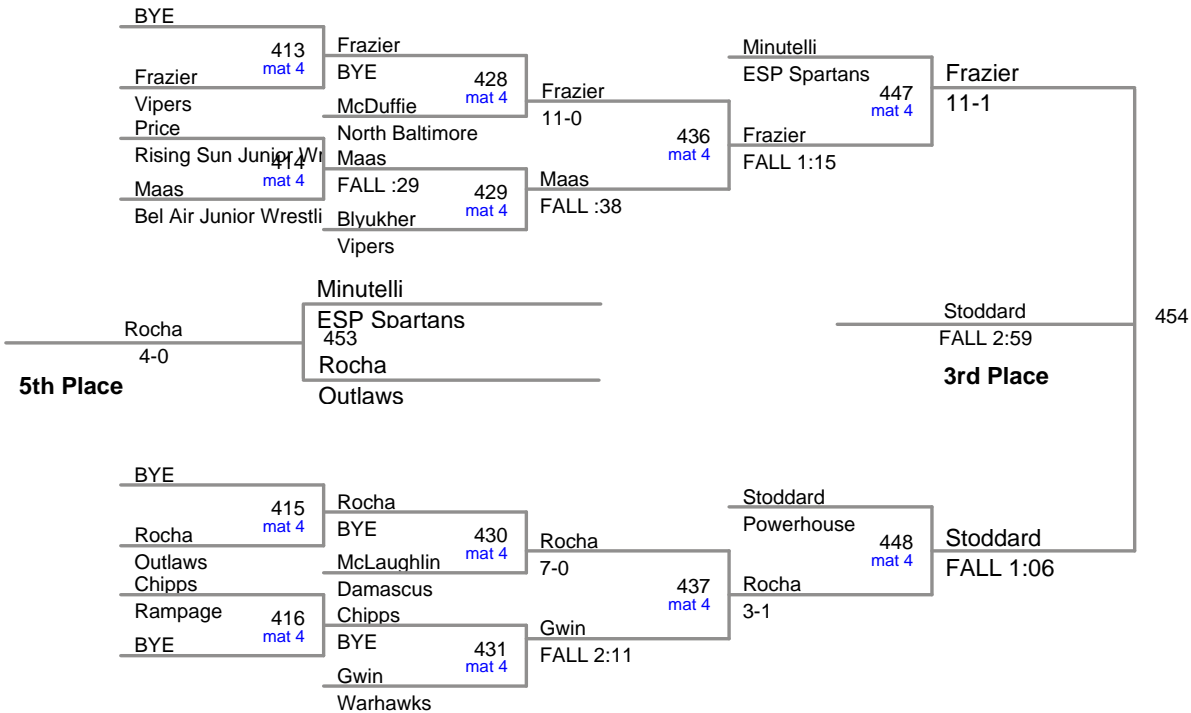 BYE
413
mat 4
Frazier
Vipers
Price
Rising Sun Junior Wr
414
mat 4
Maas
Bel Air Junior Wrestli
Frazier
BYE
428
mat 4
McDuffie
North Baltimore
Maas
FALL :29
429
mat 4
Blyukher
Vipers
Frazier
11-0
436
mat 4
Maas
FALL :38
Minutelli
ESP Spartans
447
mat 4
Frazier
FALL 1:15
Frazier
11-1
Minutelli
ESP Spartans
453
Rocha
Outlaws
Rocha
4-0
5th Place
Stoddard
FALL 2:59
454
3rd Place
BYE
415
mat 4
Rocha
Outlaws
Chipps
Rampage
416
mat 4
BYE
Rocha
BYE
430
mat 4
McLaughlin
Damascus
Chipps
BYE
431
mat 4
Gwin
Warhawks
Rocha
7-0
437
mat 4
Gwin
FALL 2:11
Stoddard
Powerhouse
448
mat 4
Rocha
3-1
Stoddard
FALL 1:06